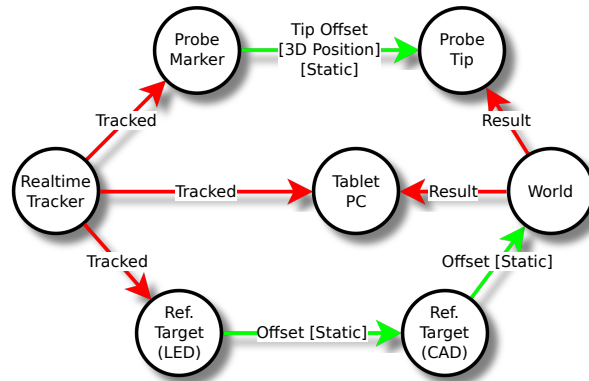 Probe
Marker
Tip Offset
[3D Position]
[Static]
Probe
Tip
Tracked
Result
Realtime
Tracker
Tracked
Tablet
PC
Result
World
Tracked
Offset [Static]
Ref.
Target
(LED)
Offset [Static]
Ref.
Target
(CAD)